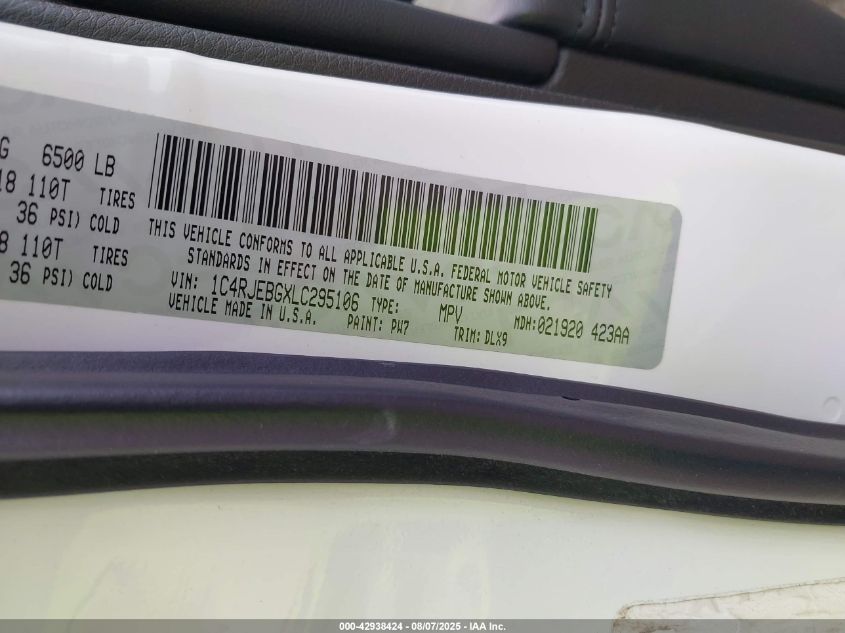 G 6500 LB
18 110T TIRES
36 PSI) COLD
8 110T TIRES
36 PSI) COLD
THIS VEHICLE CONFORMS TO ALL APPLICABLE U.S.A. FEDERAL MOTOR VEHICLE SAFETY
STANDARDS IN EFFECT ON THE DATE OF MANUFACTURE SHOWN ABOVE.
VIN: 1C4RJEBGXLC295106 TYPE: MPV MDH:021920 423AA
VEHICLE MADE IN U.S.A. PAINT: PW7 TRIM: DLX9
000-42938424 - 08/07/2025 - IAA Inc.